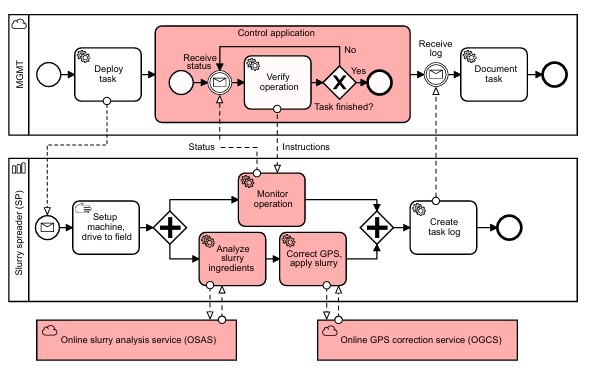 MGMT
Deploy
task
Control application
Receive
status
Verify
operation
No
Yes
Task finished?
Receive
log
Document
task
Status
Instructions
Slurry spreader (SP)
Setup
machine,
drive to field
Monitor
operation
Analyze
slurry
ingredients
Correct GPS,
apply slurry
Create
task log
Online slurry analysis service (OSAS)
Online GPS correction service (OGCS)